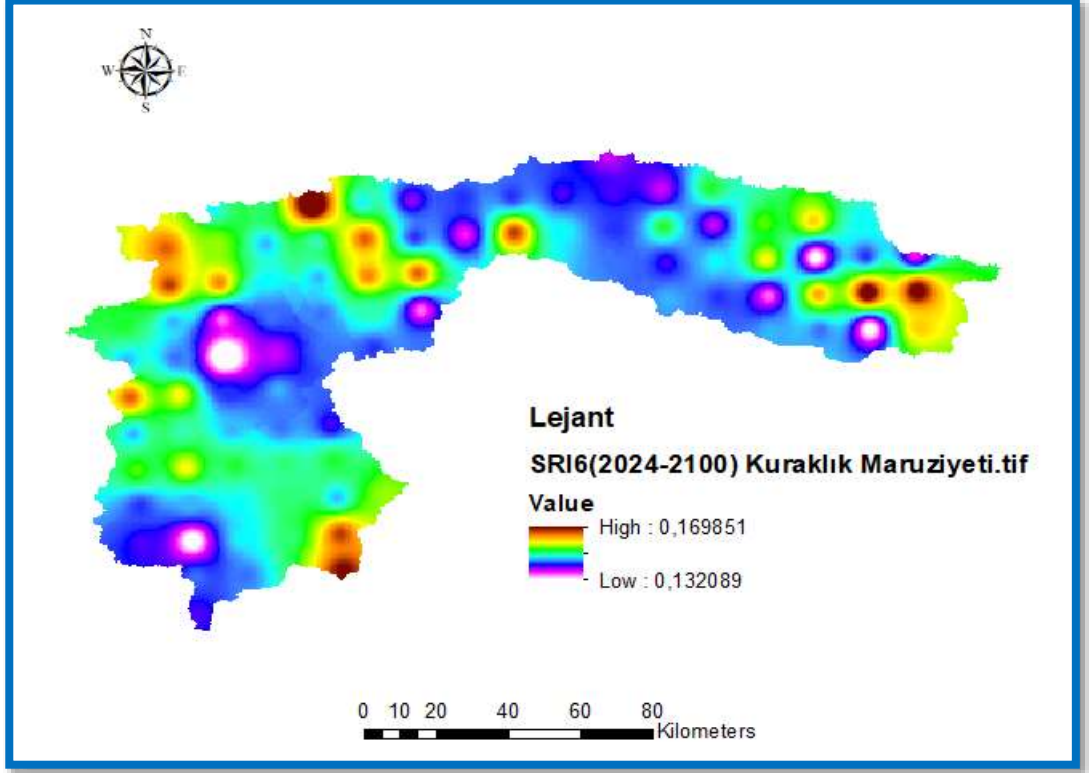 N
W E
S
Lejant
SRI6(2024-2100) Kuraklık Maruziyeti.tif
Value
High : 0,169851
Low : 0,132089
0 10 20 40 60 80
Kilometers